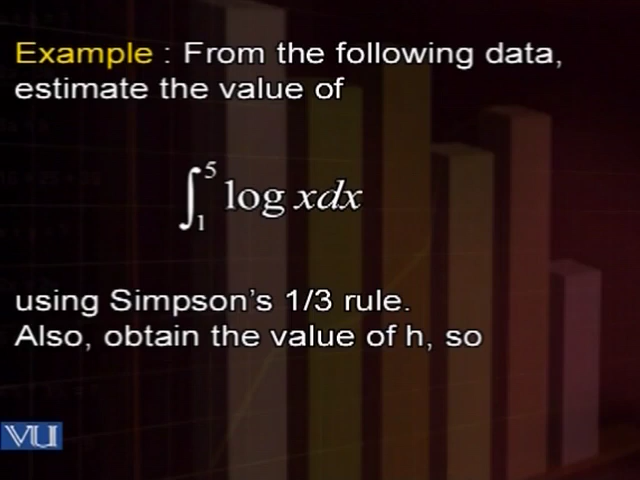 Example : From the following data,
estimate the value of
∫₁⁵ log xdx
using Simpson's 1/3 rule.
Also, obtain the value of h, so
VU